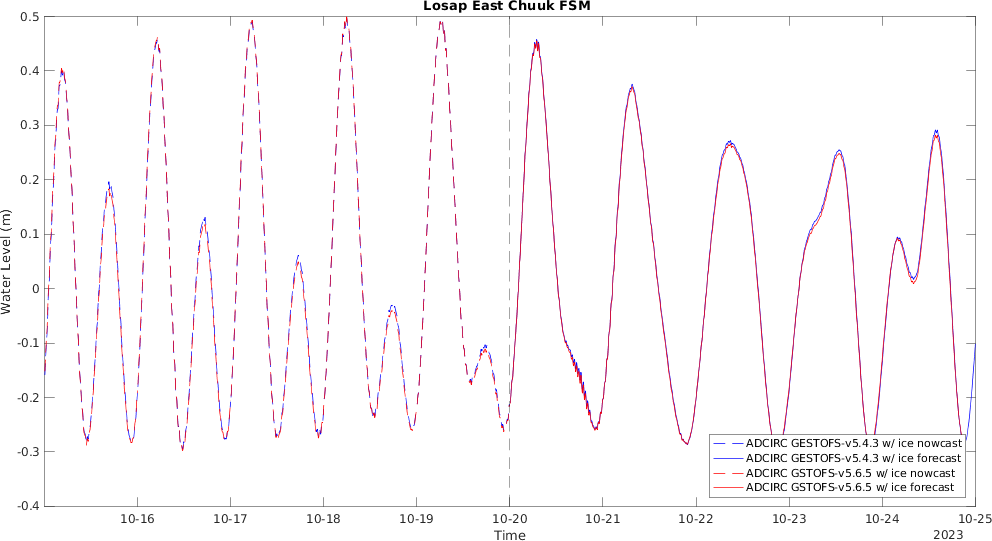 Losap East Chuuk FSM
0.5
0.4
0.3
0.2
0.1
0
-0.1
-0.2
-0.3
-0.4
Water Level (m)
10-16 10-17 10-18 10-19 10-20 10-21 10-22 10-23 10-24 10-25
Time
2023
ADCIRC GESTOFS-v5.4.3 w/ ice nowcast
ADCIRC GESTOFS-v5.4.3 w/ ice forecast
ADCIRC GSTOFS-v5.6.5 w/ ice nowcast
ADCIRC GSTOFS-v5.6.5 w/ ice forecast